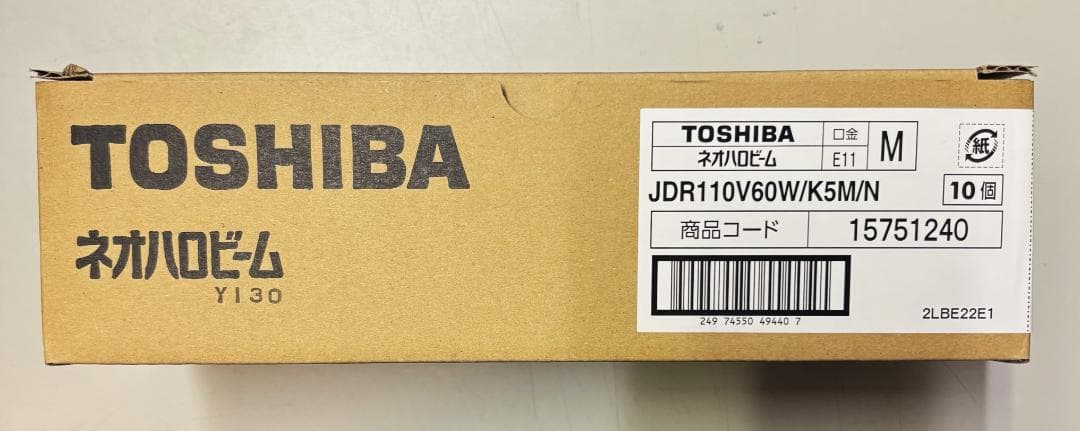 TOSHIBA
ネオハロビーム
YI30
TOSHIBA
ネオハロビーム
口金
E11
M
紙
JDR110V60W/K5M/N
10個
商品コード
15751240
249 74550 49440 7
2LBE22E1